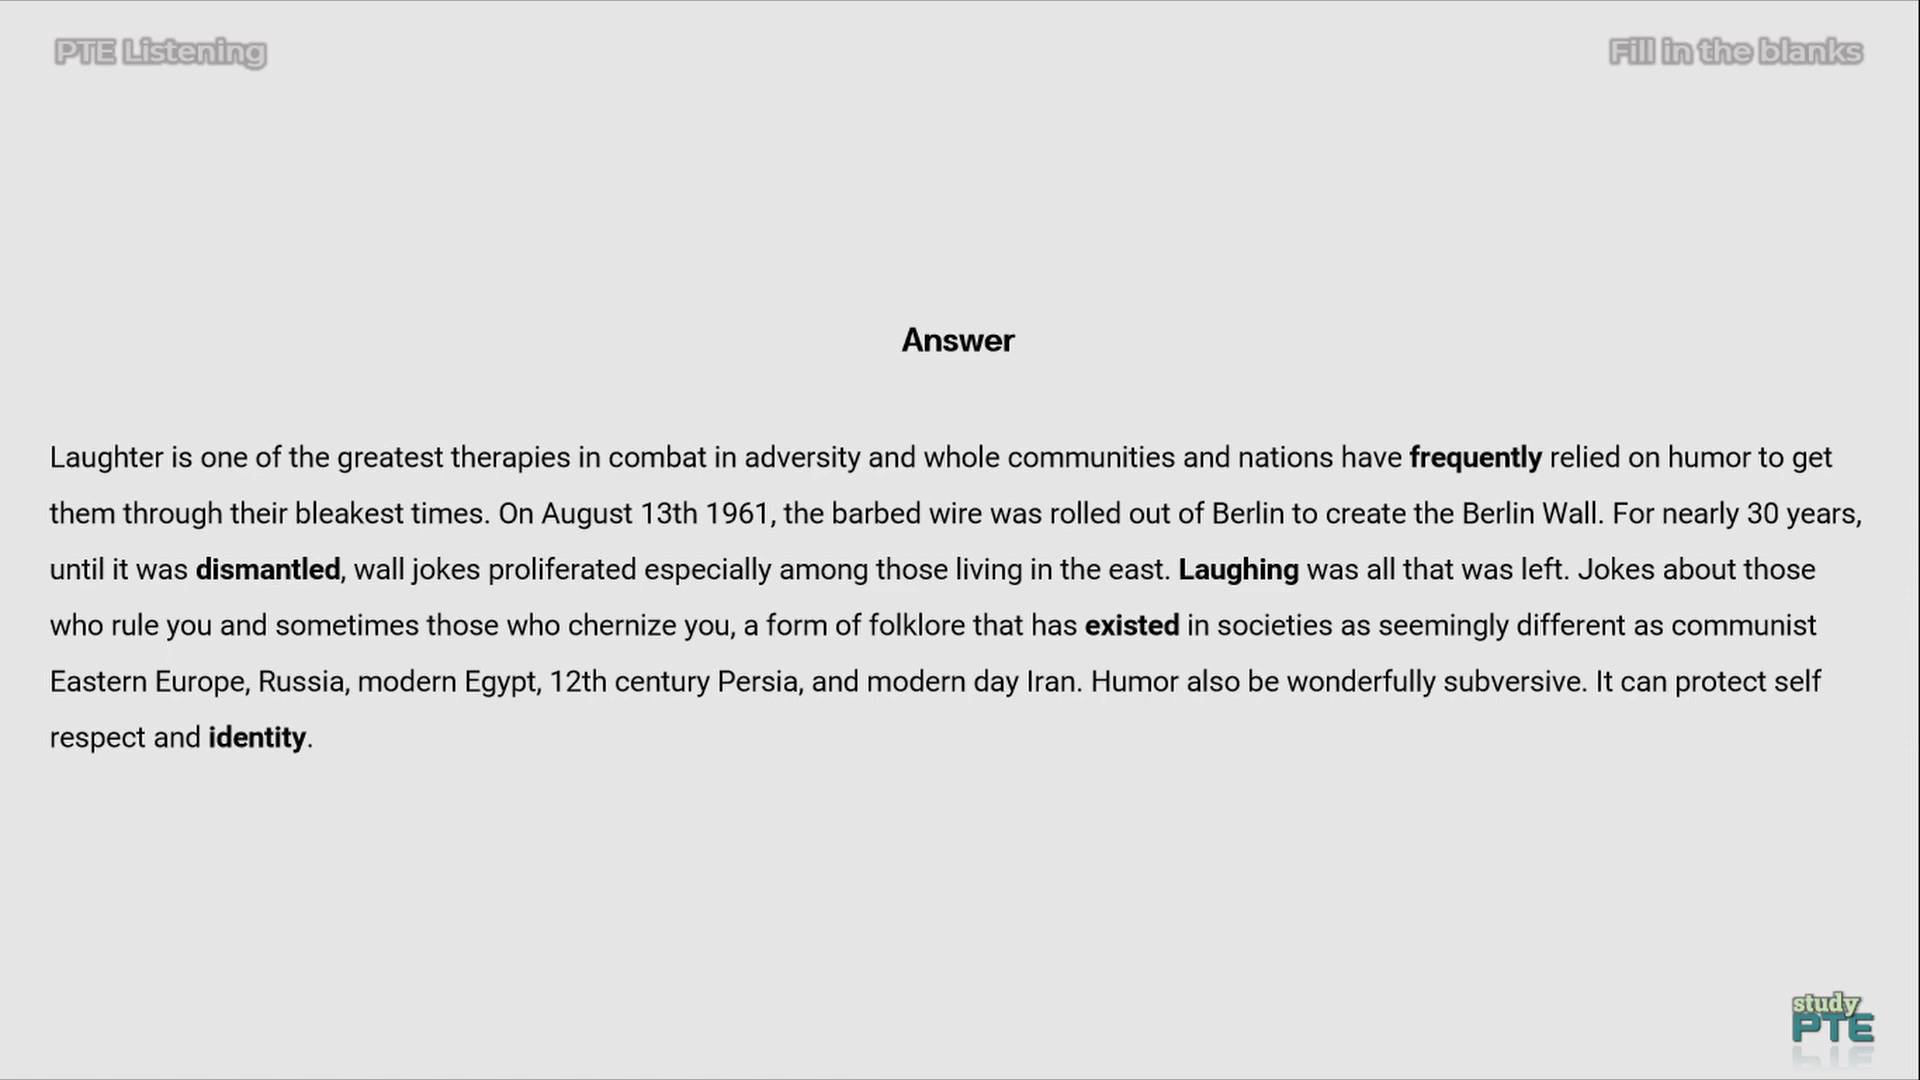 PTE Listening
Fill in the blanks
Answer
Laughter is one of the greatest therapies in combat in adversity and whole communities and nations have frequently relied on humor to get
them through their bleakest times. On August 13th 1961, the barbed wire was rolled out of Berlin to create the Berlin Wall. For nearly 30 years,
until it was dismantled, wall jokes proliferated especially among those living in the east. Laughing was all that was left. Jokes about those
who rule you and sometimes those who chernize you, a form of folklore that has existed in societies as seemingly different as communist
Eastern Europe, Russia, modern Egypt, 12th century Persia, and modern day Iran. Humor also be wonderfully subversive. It can protect self
respect and identity.
study
PTE